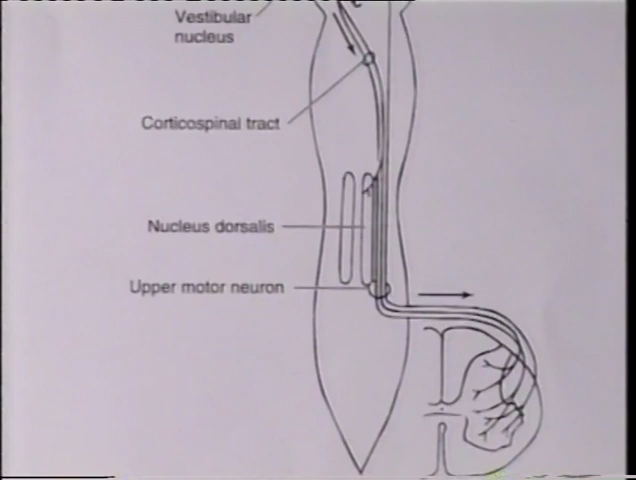 Vestibular
nucleus
Corticospinal tract
Nucleus dorsalis
Upper motor neuron